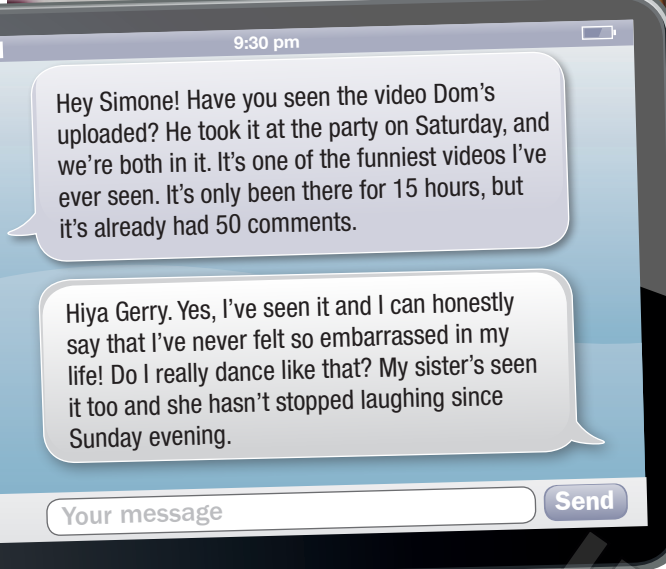 9:30 pm
Hey Simone! Have you seen the video Dom's
uploaded? He took it at the party on Saturday, and
we're both in it. It's one of the funniest videos I've
ever seen. It's only been there for 15 hours, but
it's already had 50 comments.
Hiya Gerry. Yes, I've seen it and I can honestly
say that I've never felt so embarrassed in my
life! Do I really dance like that? My sister's seen
it too and she hasn't stopped laughing since
Sunday evening.
Your message
Send